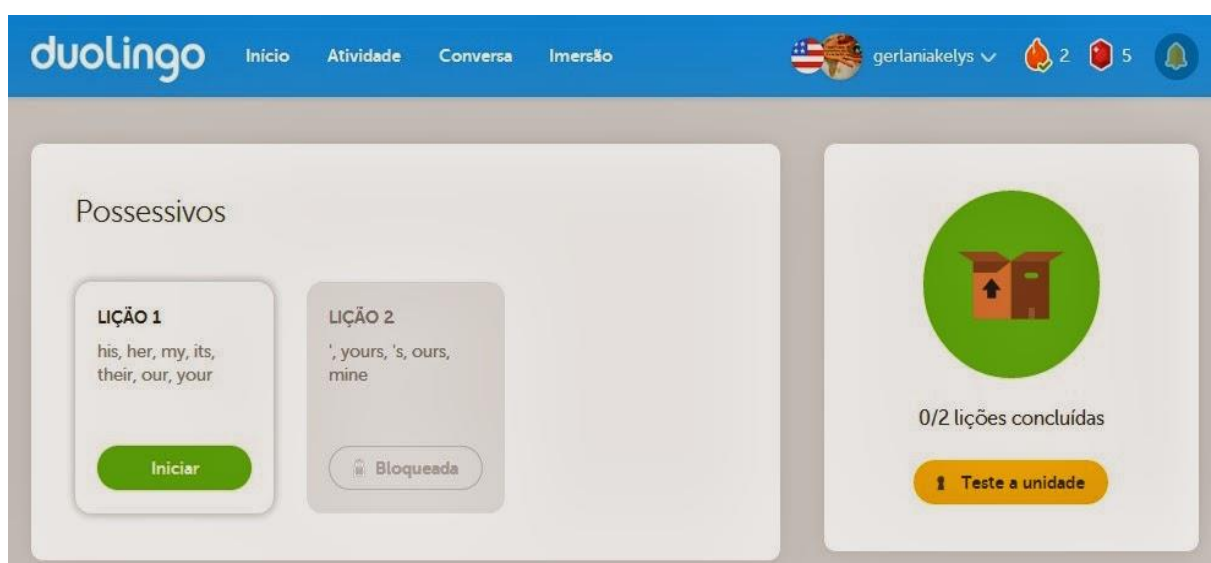 duolingo Início Atividade Conversa Imersão gerlaniakelys 2 5
Possessivos
LIÇÃO 1
his, her, my, its,
their, our, your
Iniciar
LIÇÃO 2
', yours, 's, ours,
mine
Bloqueada
0/2 lições concluídas
Teste a unidade